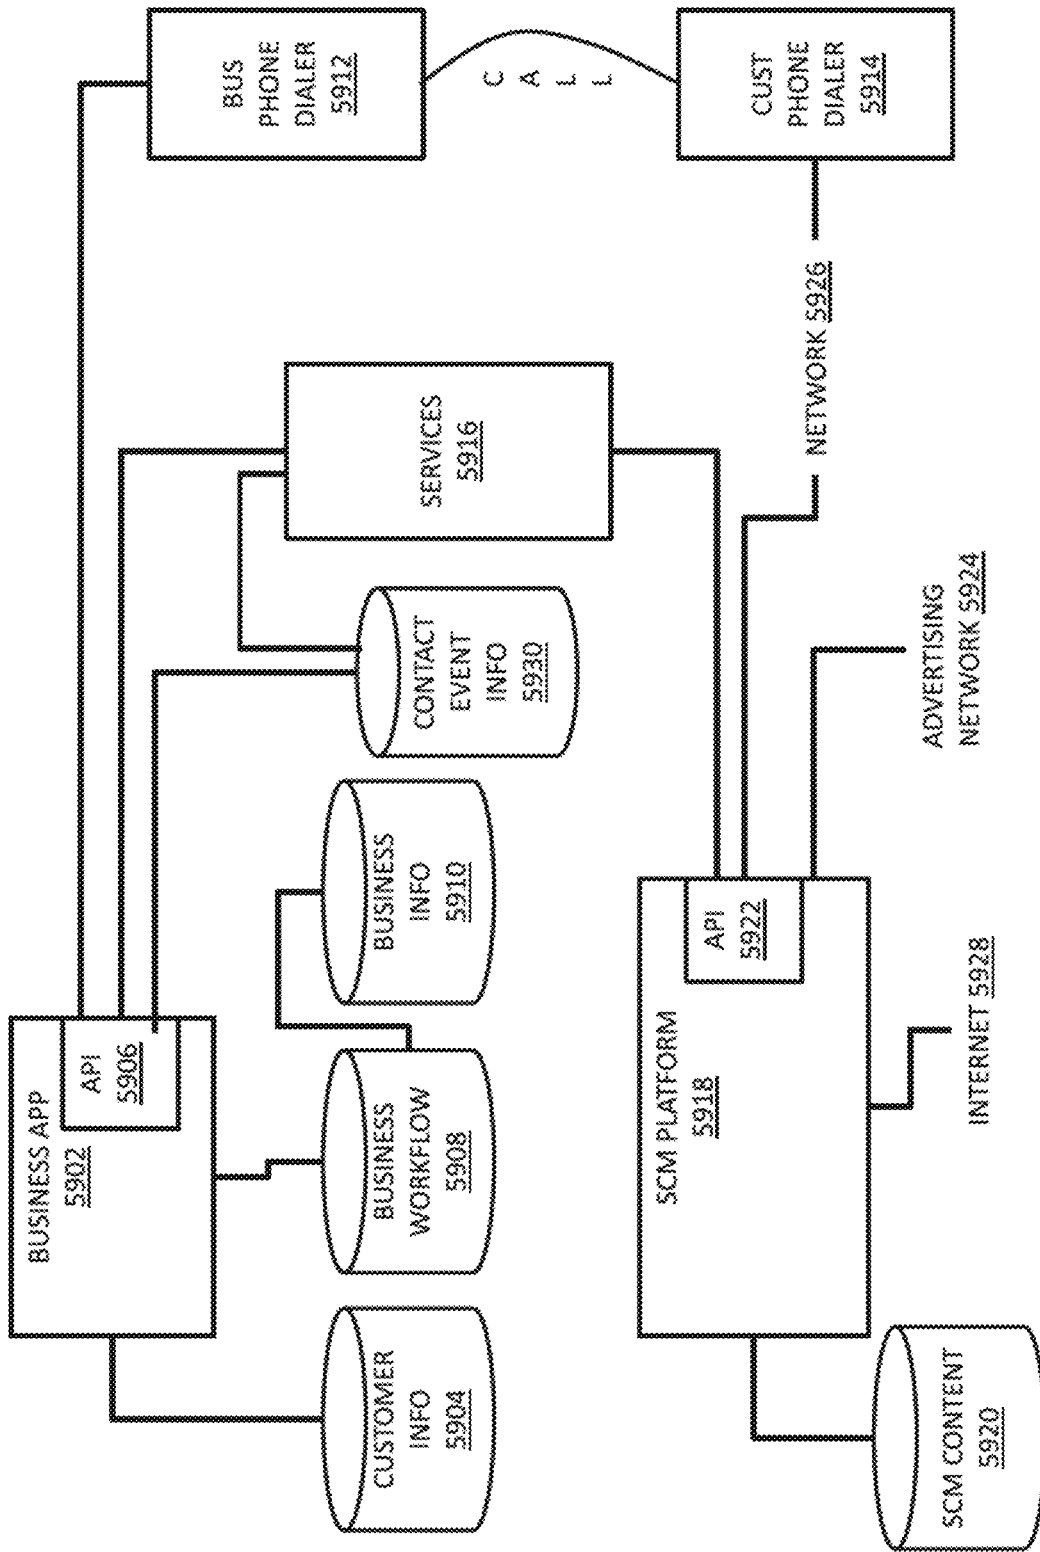 BUSINESS APP
5902
API
5906
BUS
PHONE
DIALER
5912
CUSTOMER
INFO
5904
BUSINESS
WORKFLOW
5908
BUSINESS
INFO
5910
CONTACT
EVENT
INFO
5930
SERVICES
5916
C
A
L
L
SCM PLATFORM
5918
API
5922
CUST
PHONE
DIALER
5914
NETWORK 5926
SCM CONTENT
5920
INTERNET 5928
ADVERTISING
NETWORK 5924